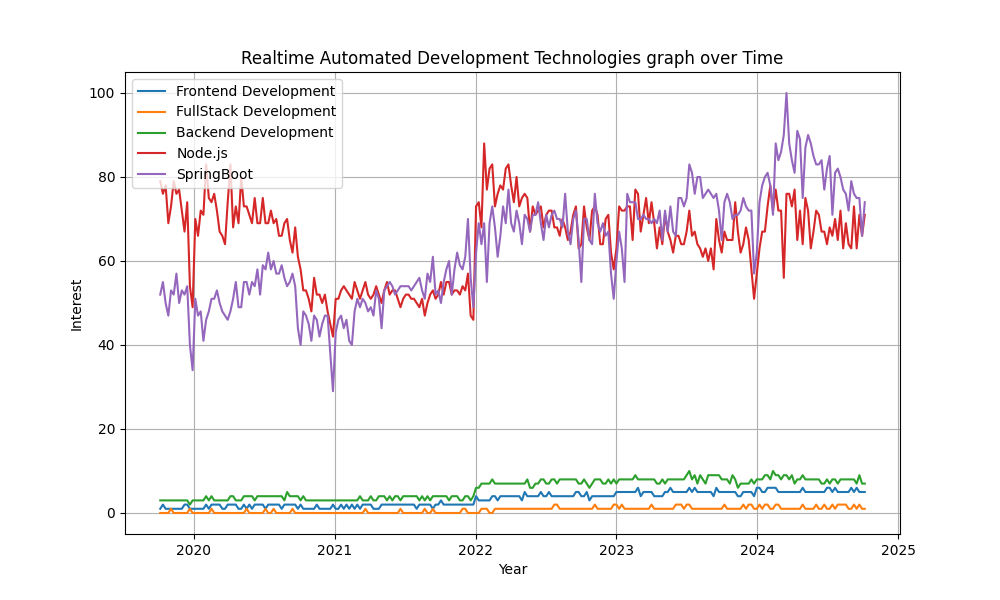 Realtime Automated Development Technologies graph over Time
Frontend Development
FullStack Development
Backend Development
Node.js
SpringBoot
100
80
60
40
20
0
Interest
2020 2021 2022 2023 2024 2025
Year